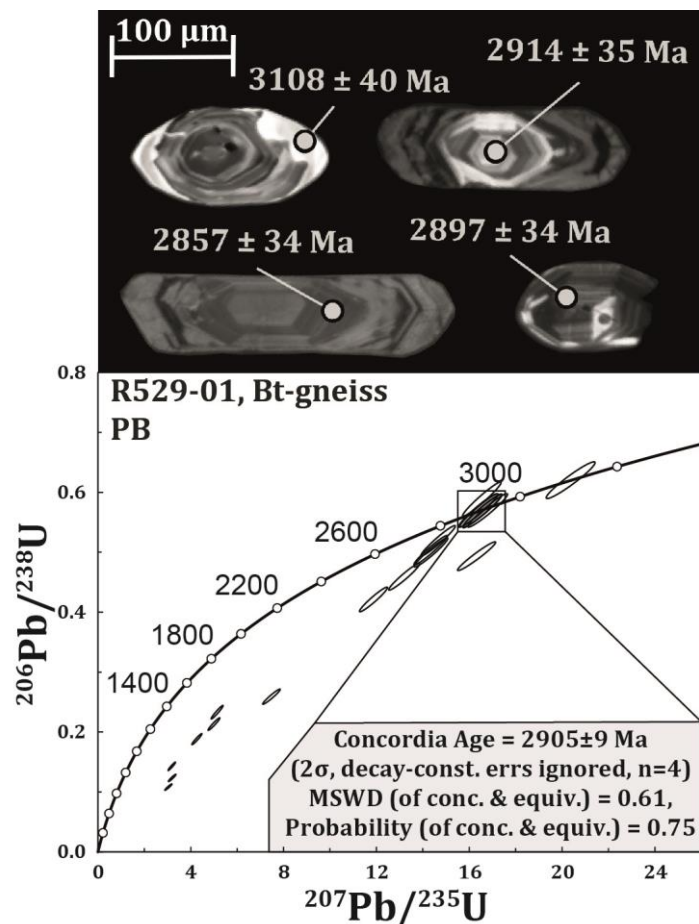 100 µm
3108 ± 40 Ma
2914 ± 35 Ma
2857 ± 34 Ma
2897 ± 34 Ma
R529-01, Bt-gneiss
PB
0.8
0.6
0.4
0.2
0.0
206Pb/238U
1400
1800
2200
2600
3000
Concordia Age = 2905±9 Ma
(2σ, decay-const. errs ignored, n=4)
MSWD (of conc. & equiv.) = 0.61,
Probability (of conc. & equiv.) = 0.75
0 4 8 12 16 20 24
207Pb/235U